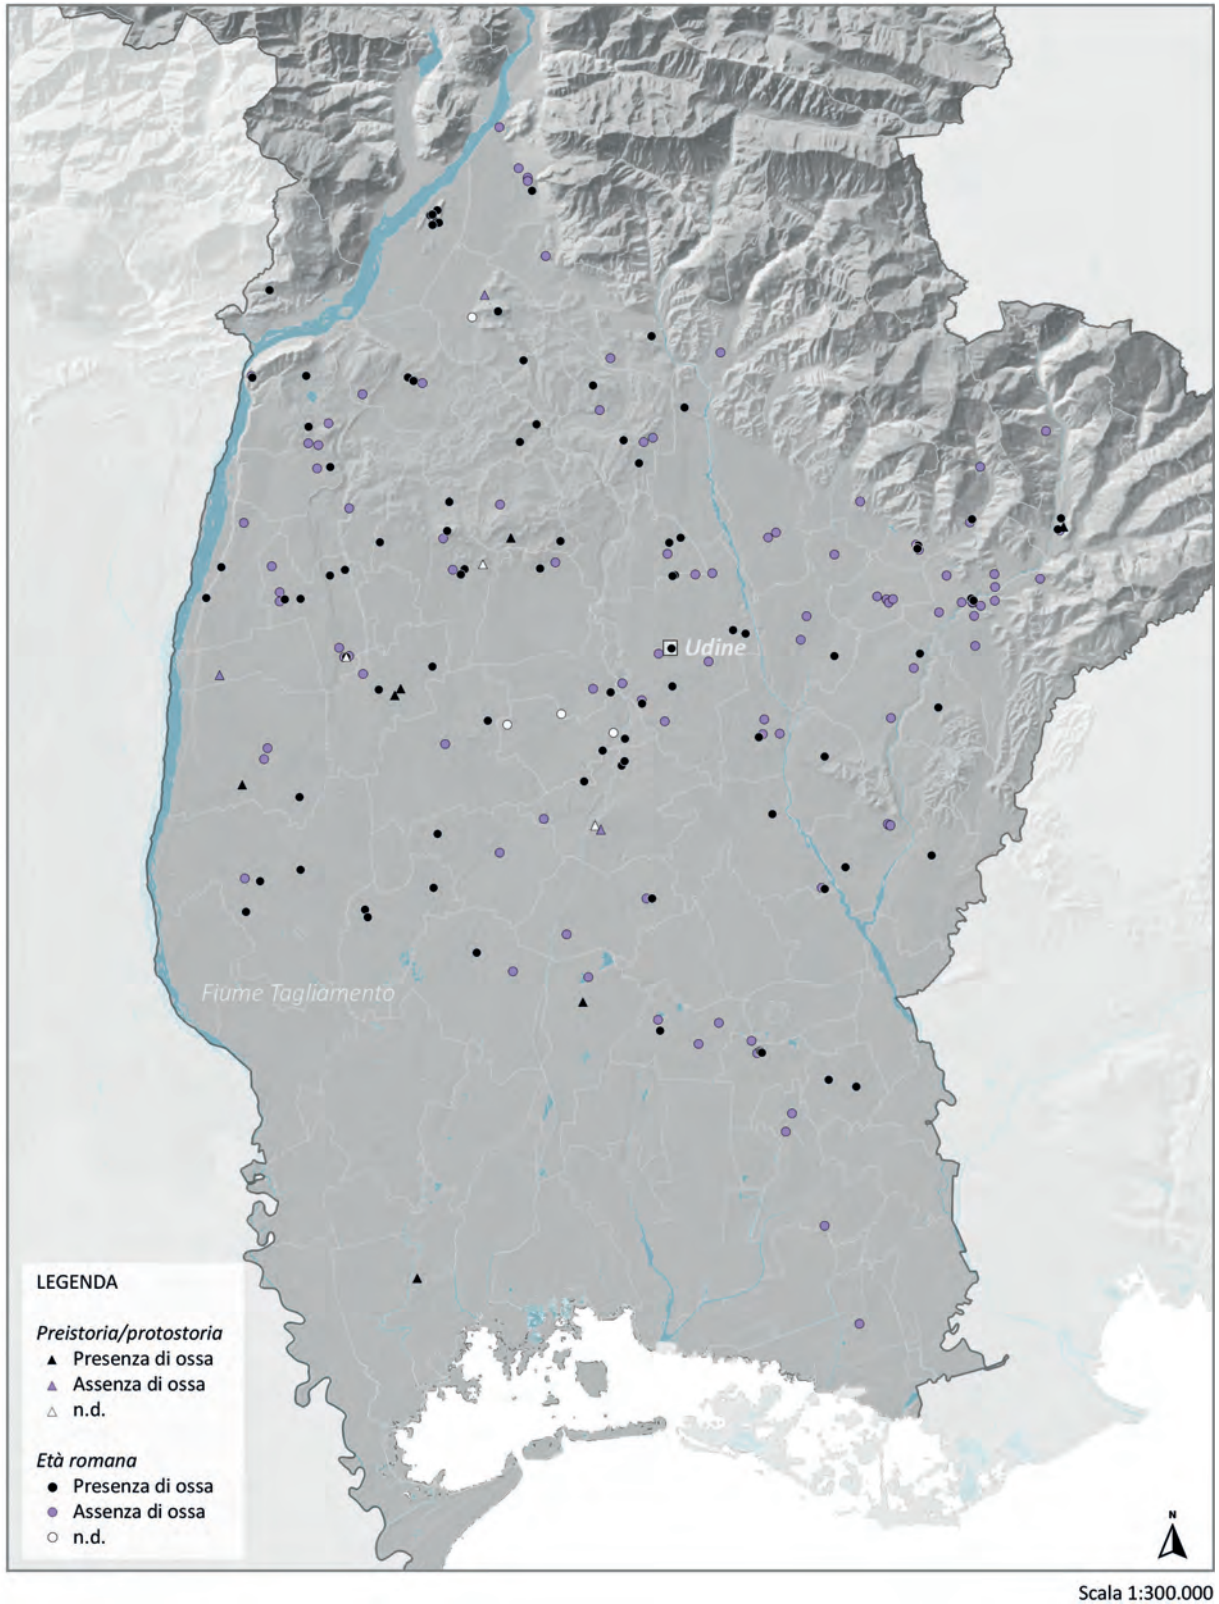 Udine
Fiume Tagliamento
LEGENDA
Preistoria/protostoria
Presenza di ossa
Assenza di ossa
n.d.
Età romana
Presenza di ossa
Assenza di ossa
n.d.
N
Scala 1:300.000